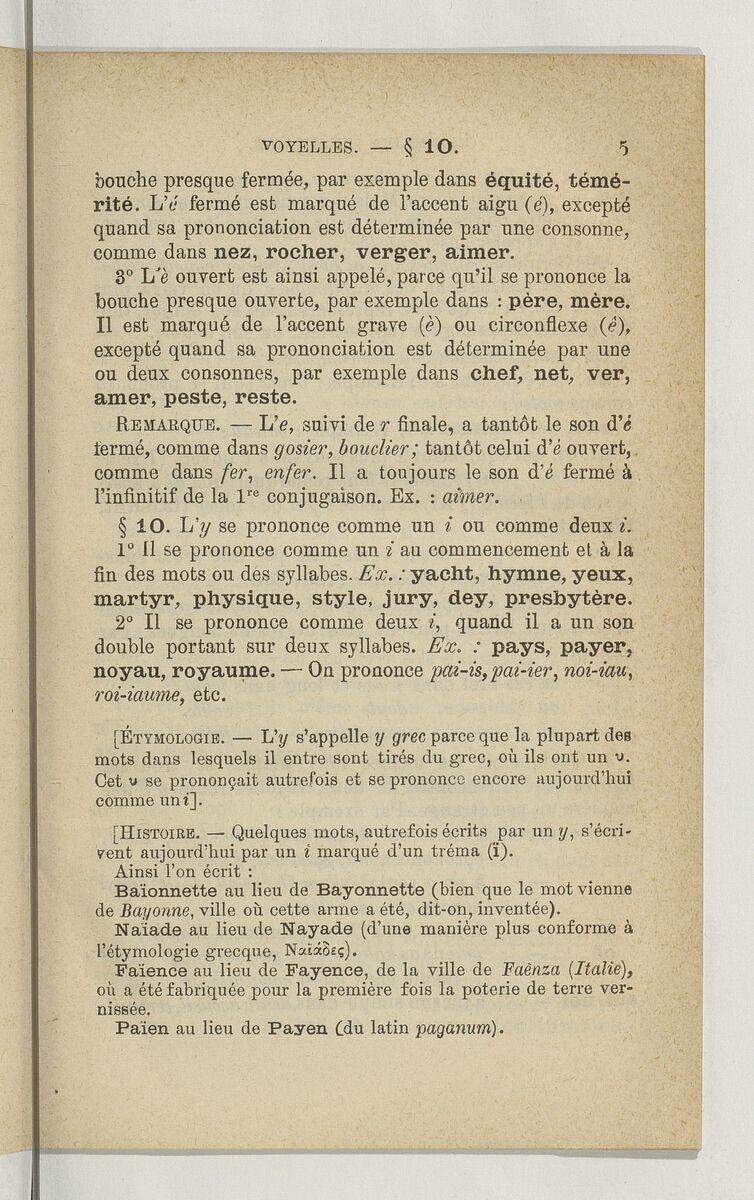 VOYELLES. — § 10. 5
bouche presque fermée, par exemple dans équité, témé-
rité. L'é fermé est marqué de l'accent aigu (é), excepté
quand sa prononciation est déterminée par une consonne,
comme dans nez, rocher, verger, aimer.
3° L'è ouvert est ainsi appelé, parce qu'il se prononce la
bouche presque ouverte, par exemple dans : père, mère.
Il est marqué de l'accent grave (è) ou circonflexe (ê),
excepté quand sa prononciation est déterminée par une
ou deux consonnes, par exemple dans chef, net, ver,
amer, peste, reste.
REMARQUE. — L'e, suivi de r finale, a tantôt le son d'é
fermé, comme dans gosier, bouclier; tantôt celui d'é ouvert,
comme dans fer, enfer. Il a toujours le son d'é fermé à
l'infinitif de la 1re conjugaison. Ex. : aimer.
§ 10. L'y se prononce comme un i ou comme deux i.
1° Il se prononce comme un i au commencement et à la
fin des mots ou des syllabes. Ex. : yacht, hymne, yeux,
martyr, physique, style, jury, dey, presbytère.
2° Il se prononce comme deux i, quand il a un son
double portant sur deux syllabes. Ex. : pays, payer,
noyau, royaume. — On prononce pai-is, pai-ier, noi-iau,
roi-iaume, etc.
[ÉTYMOLOGIE. — L'y s'appelle y grec parce que la plupart des
mots dans lesquels il entre sont tirés du grec, où ils ont un υ.
Cet υ se prononçait autrefois et se prononce encore aujourd'hui
comme un i].
[HISTOIRE. — Quelques mots, autrefois écrits par un y, s'écri-
vent aujourd'hui par un i marqué d'un tréma (ï).
Ainsi l'on écrit :
Baïonnette au lieu de Bayonnette (bien que le mot vienne
de Bayonne, ville où cette arme a été, dit-on, inventée).
Naïade au lieu de Nayade (d'une manière plus conforme à
l'étymologie grecque, Ναϊάδες).
Faïence au lieu de Fayence, de la ville de Faënza (Italie),
où a été fabriquée pour la première fois la poterie de terre ver-
nissée.
Païen au lieu de Payen (du latin paganum).